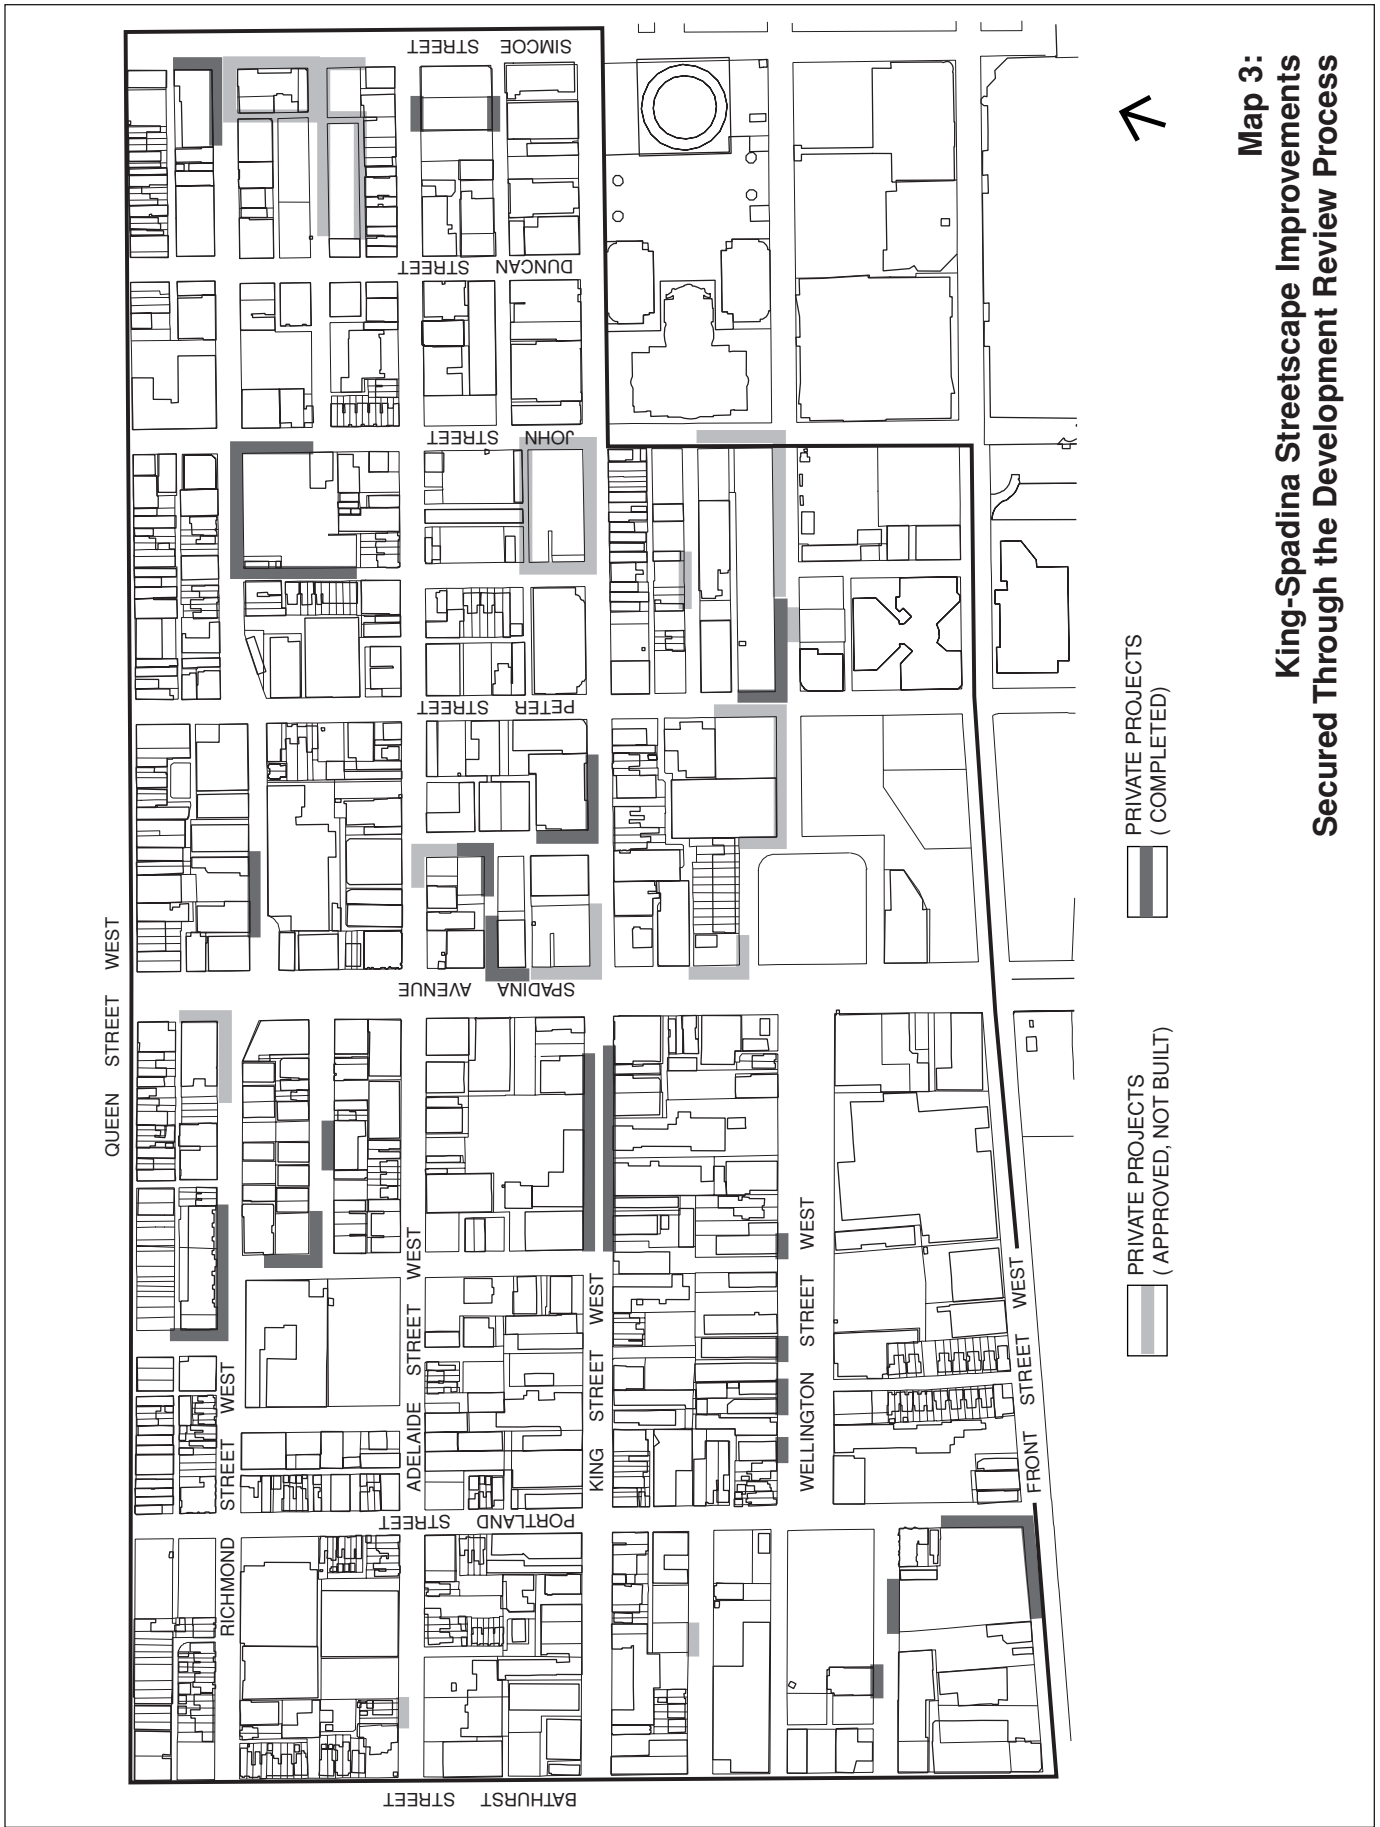 Map 3:
King-Spadina Streetscape Improvements
Secured Through the Development Review Process
QUEEN STREET WEST
RICHMOND STREET WEST
ADELAIDE STREET WEST
KING STREET WEST
WELLINGTON STREET WEST
FRONT STREET WEST
BATHURST STREET
PORTLAND STREET
SPADINA AVENUE
PETER STREET
JOHN STREET
DUNCAN STREET
SIMCOE STREET
PRIVATE PROJECTS
( APPROVED, NOT BUILT)
PRIVATE PROJECTS
( COMPLETED)